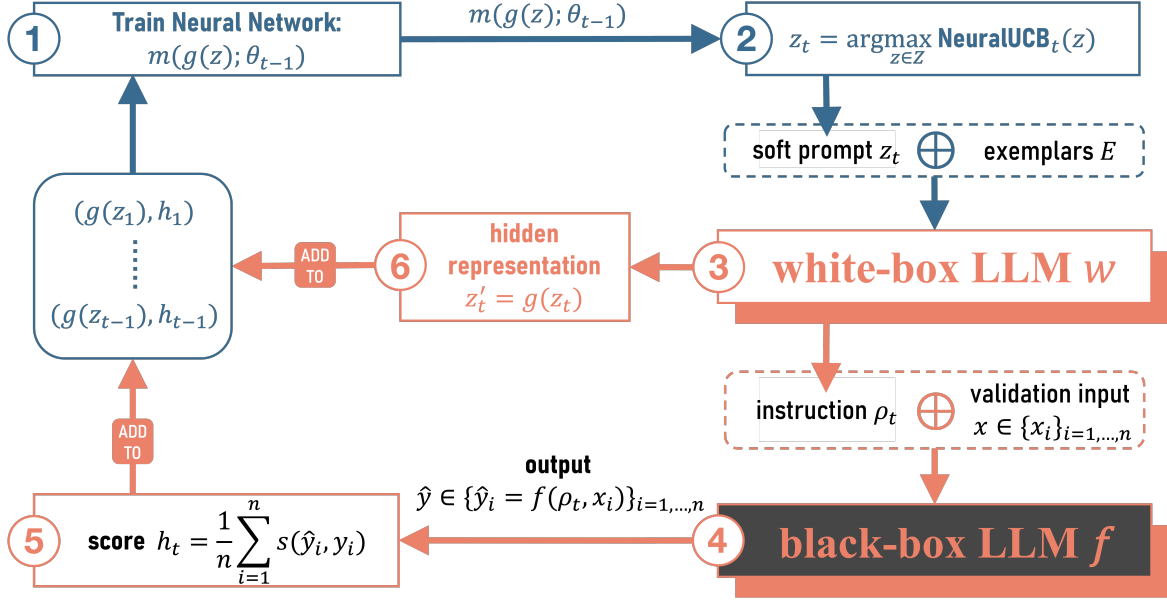 1
Train Neural Network:
m(g(z); θ_{t−1})
m(g(z); θ_{t−1})
2
z_t = argmax_{z∈Z} NeuralUCB_t(z)
soft prompt z_t ⊕ exemplars E
3
white-box LLM w
6
hidden
representation
z′_t = g(z_t)
ADD
TO
(g(z_1), h_1)
(g(z_{t−1}), h_{t−1})
instruction ρ_t ⊕ validation input
x ∈ {x_i}_{i=1,...,n}
4
black-box LLM f
output
ŷ ∈ {ŷ_i = f(ρ_t, x_i)}_{i=1,...,n}
5
score h_t = \frac{1}{n} \sum_{i=1}^{n} s(ŷ_i, y_i)
ADD
TO